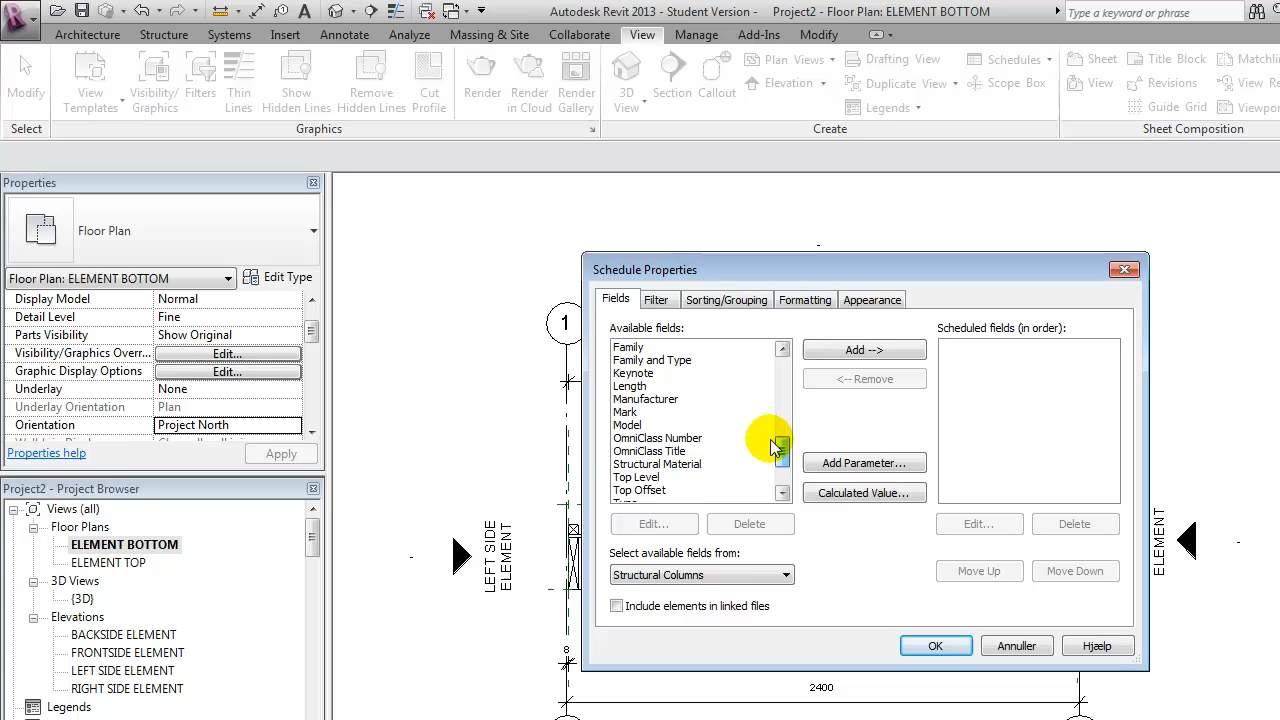 Autodesk Revit 2013 - Student Version - Project2 - Floor Plan: ELEMENT BOTTOM
Type a keyword or phrase
Architecture Structure Systems Insert Annotate Analyze Massing & Site Collaborate View Manage Add-Ins Modify
Modify
View Templates
Visibility/ Graphics
Filters
Thin Lines
Show Hidden Lines
Remove Hidden Lines
Cut Profile
Render
Render in Cloud
Render Gallery
3D View
Section
Callout
Plan Views
Elevation
Drafting View
Duplicate View
Legends
Schedules
Scope Box
Sheet
View
Title Block
Revisions
Guide Grid
Select
Graphics
Create
Sheet Composition
Properties
Floor Plan
Floor Plan: ELEMENT BOTTOM
Edit Type
Display Model Normal
Detail Level Fine
Parts Visibility Show Original
Visibility/Graphics Overr... Edit...
Graphic Display Options Edit...
Underlay None
Underlay Orientation Plan
Orientation Project North
Properties help
Apply
Project2 - Project Browser
Views (all)
Floor Plans
ELEMENT BOTTOM
ELEMENT TOP
3D Views
{3D}
Elevations
BACKSIDE ELEMENT
FRONTSIDE ELEMENT
LEFT SIDE ELEMENT
RIGHT SIDE ELEMENT
Legends
1
LEFT SIDE
ELEMENT
8
2400
ELEMENT
Schedule Properties
Fields Filter Sorting/Grouping Formatting Appearance
Available fields:
Scheduled fields (in order):
Family
Family and Type
Keynote
Length
Manufacturer
Mark
Model
OmniClass Number
OmniClass Title
Structural Material
Top Level
Top Offset
Add -->
<-- Remove
Add Parameter...
Calculated Value...
Edit... Delete
Edit... Delete
Select available fields from:
Structural Columns
Move Up Move Down
Include elements in linked files
OK Annuller Hjælp